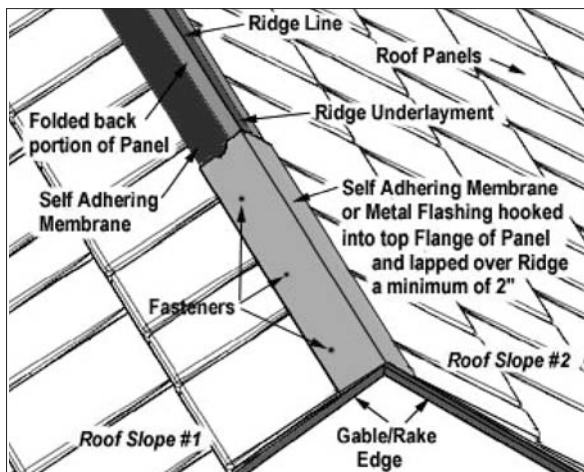 Ridge Line
Roof Panels
Folded back
portion of Panel
Ridge Underlayment
Self Adhering
Membrane
Self Adhering Membrane
or Metal Flashing hooked
into top Flange of Panel
and lapped over Ridge
a minimum of 2"
Fasteners
Roof Slope #2
Roof Slope #1
Gable/Rake
Edge